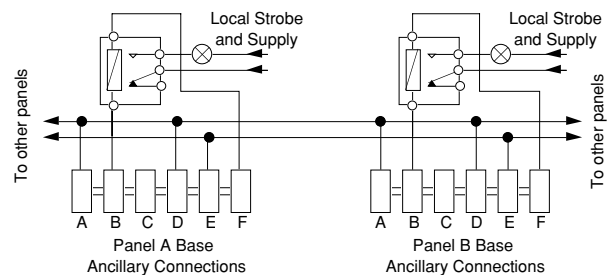 Local Strobe
and Supply
Local Strobe
and Supply
To other panels
To other panels
A B C D E F
A B C D E F
Panel A Base
Ancillary Connections
Panel B Base
Ancillary Connections